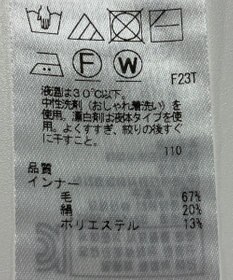 F W
F23T
液温は30℃以下。
中性洗剤（おしゃれ着洗い）を
使用。漂白剤は液体タイプを使
用。よくすすぎ、絞りの後すぐ
に干すこと。
110
品質
インナー
毛 67%
絹 20%
ポリエステル 13%